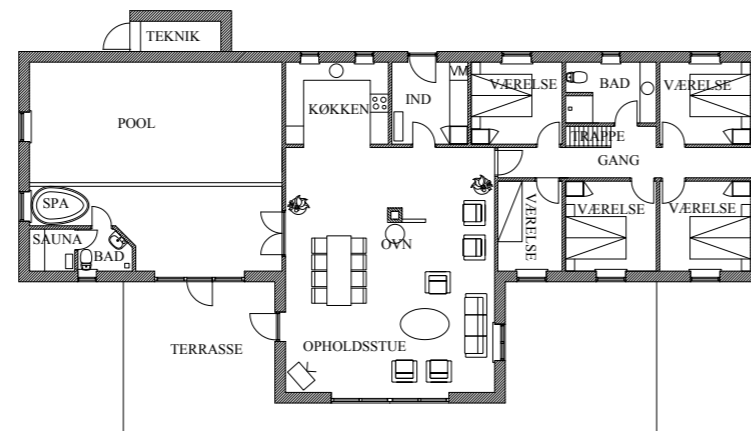 TEKNIK
VM
VÆRELSE
BAD
VÆRELSE
IND
KØKKEN
POOL
TRAPPE
GANG
SPA
VÆRELSE
VÆRELSE
VÆRELSE
SAUNA
BAD
OVN
TERRASSE
OPHOLDSSTUE